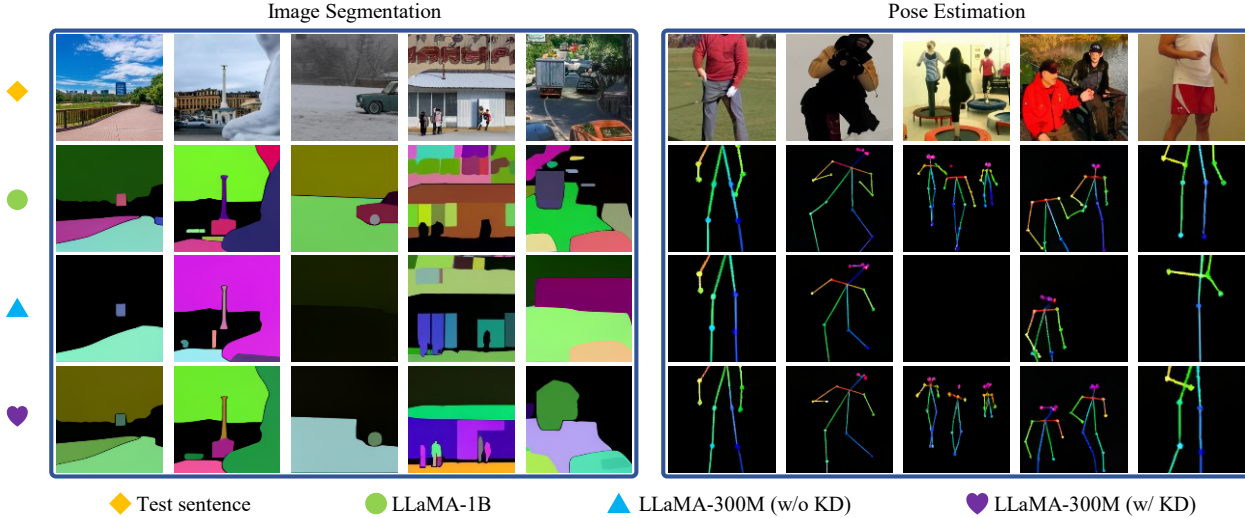 Image Segmentation
Pose Estimation
Test sentence
LLaMA-1B
LLaMA-300M (w/o KD)
LLaMA-300M (w/ KD)